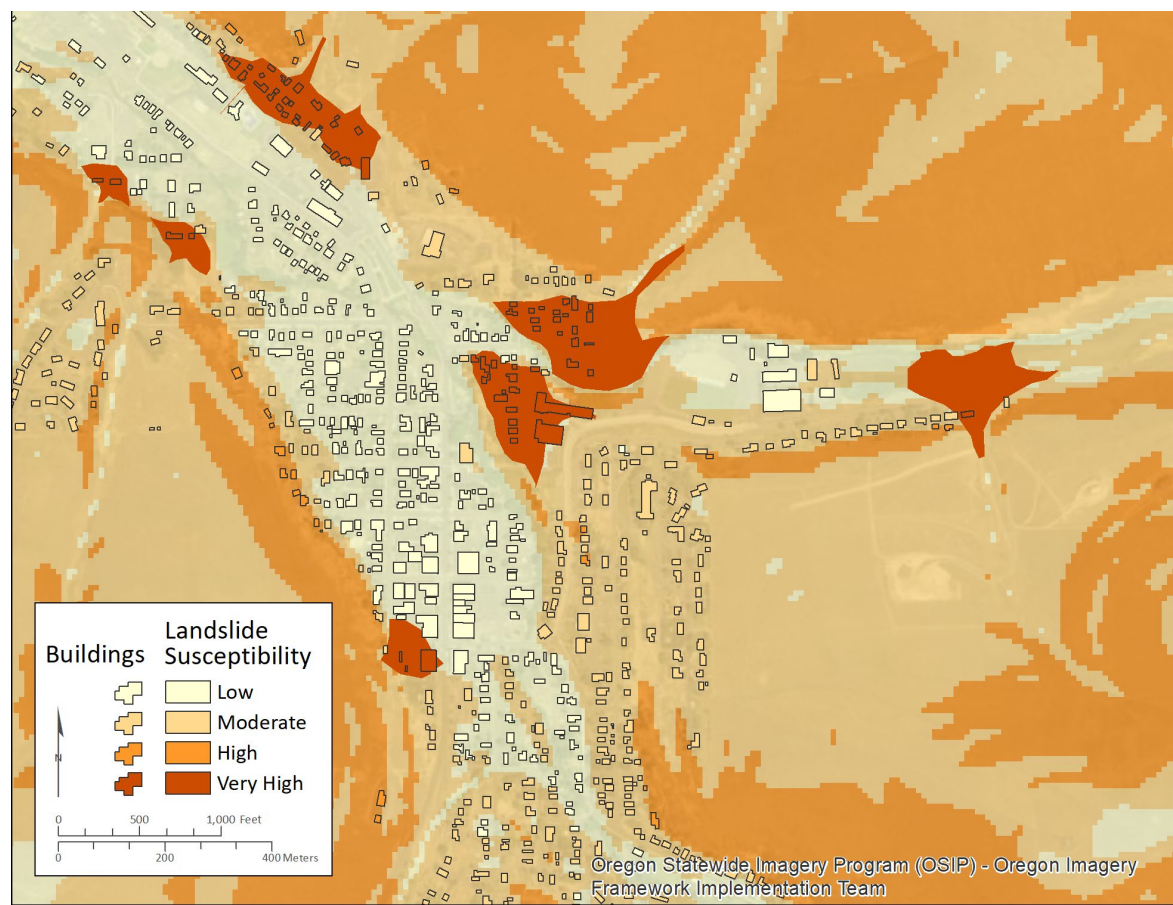 Buildings
Landslide
Susceptibility
Low
Moderate
High
Very High
N
0 500 1,000 Feet
0 200 400 Meters
Oregon Statewide Imagery Program (OSIP) - Oregon Imagery
Framework Implementation Team